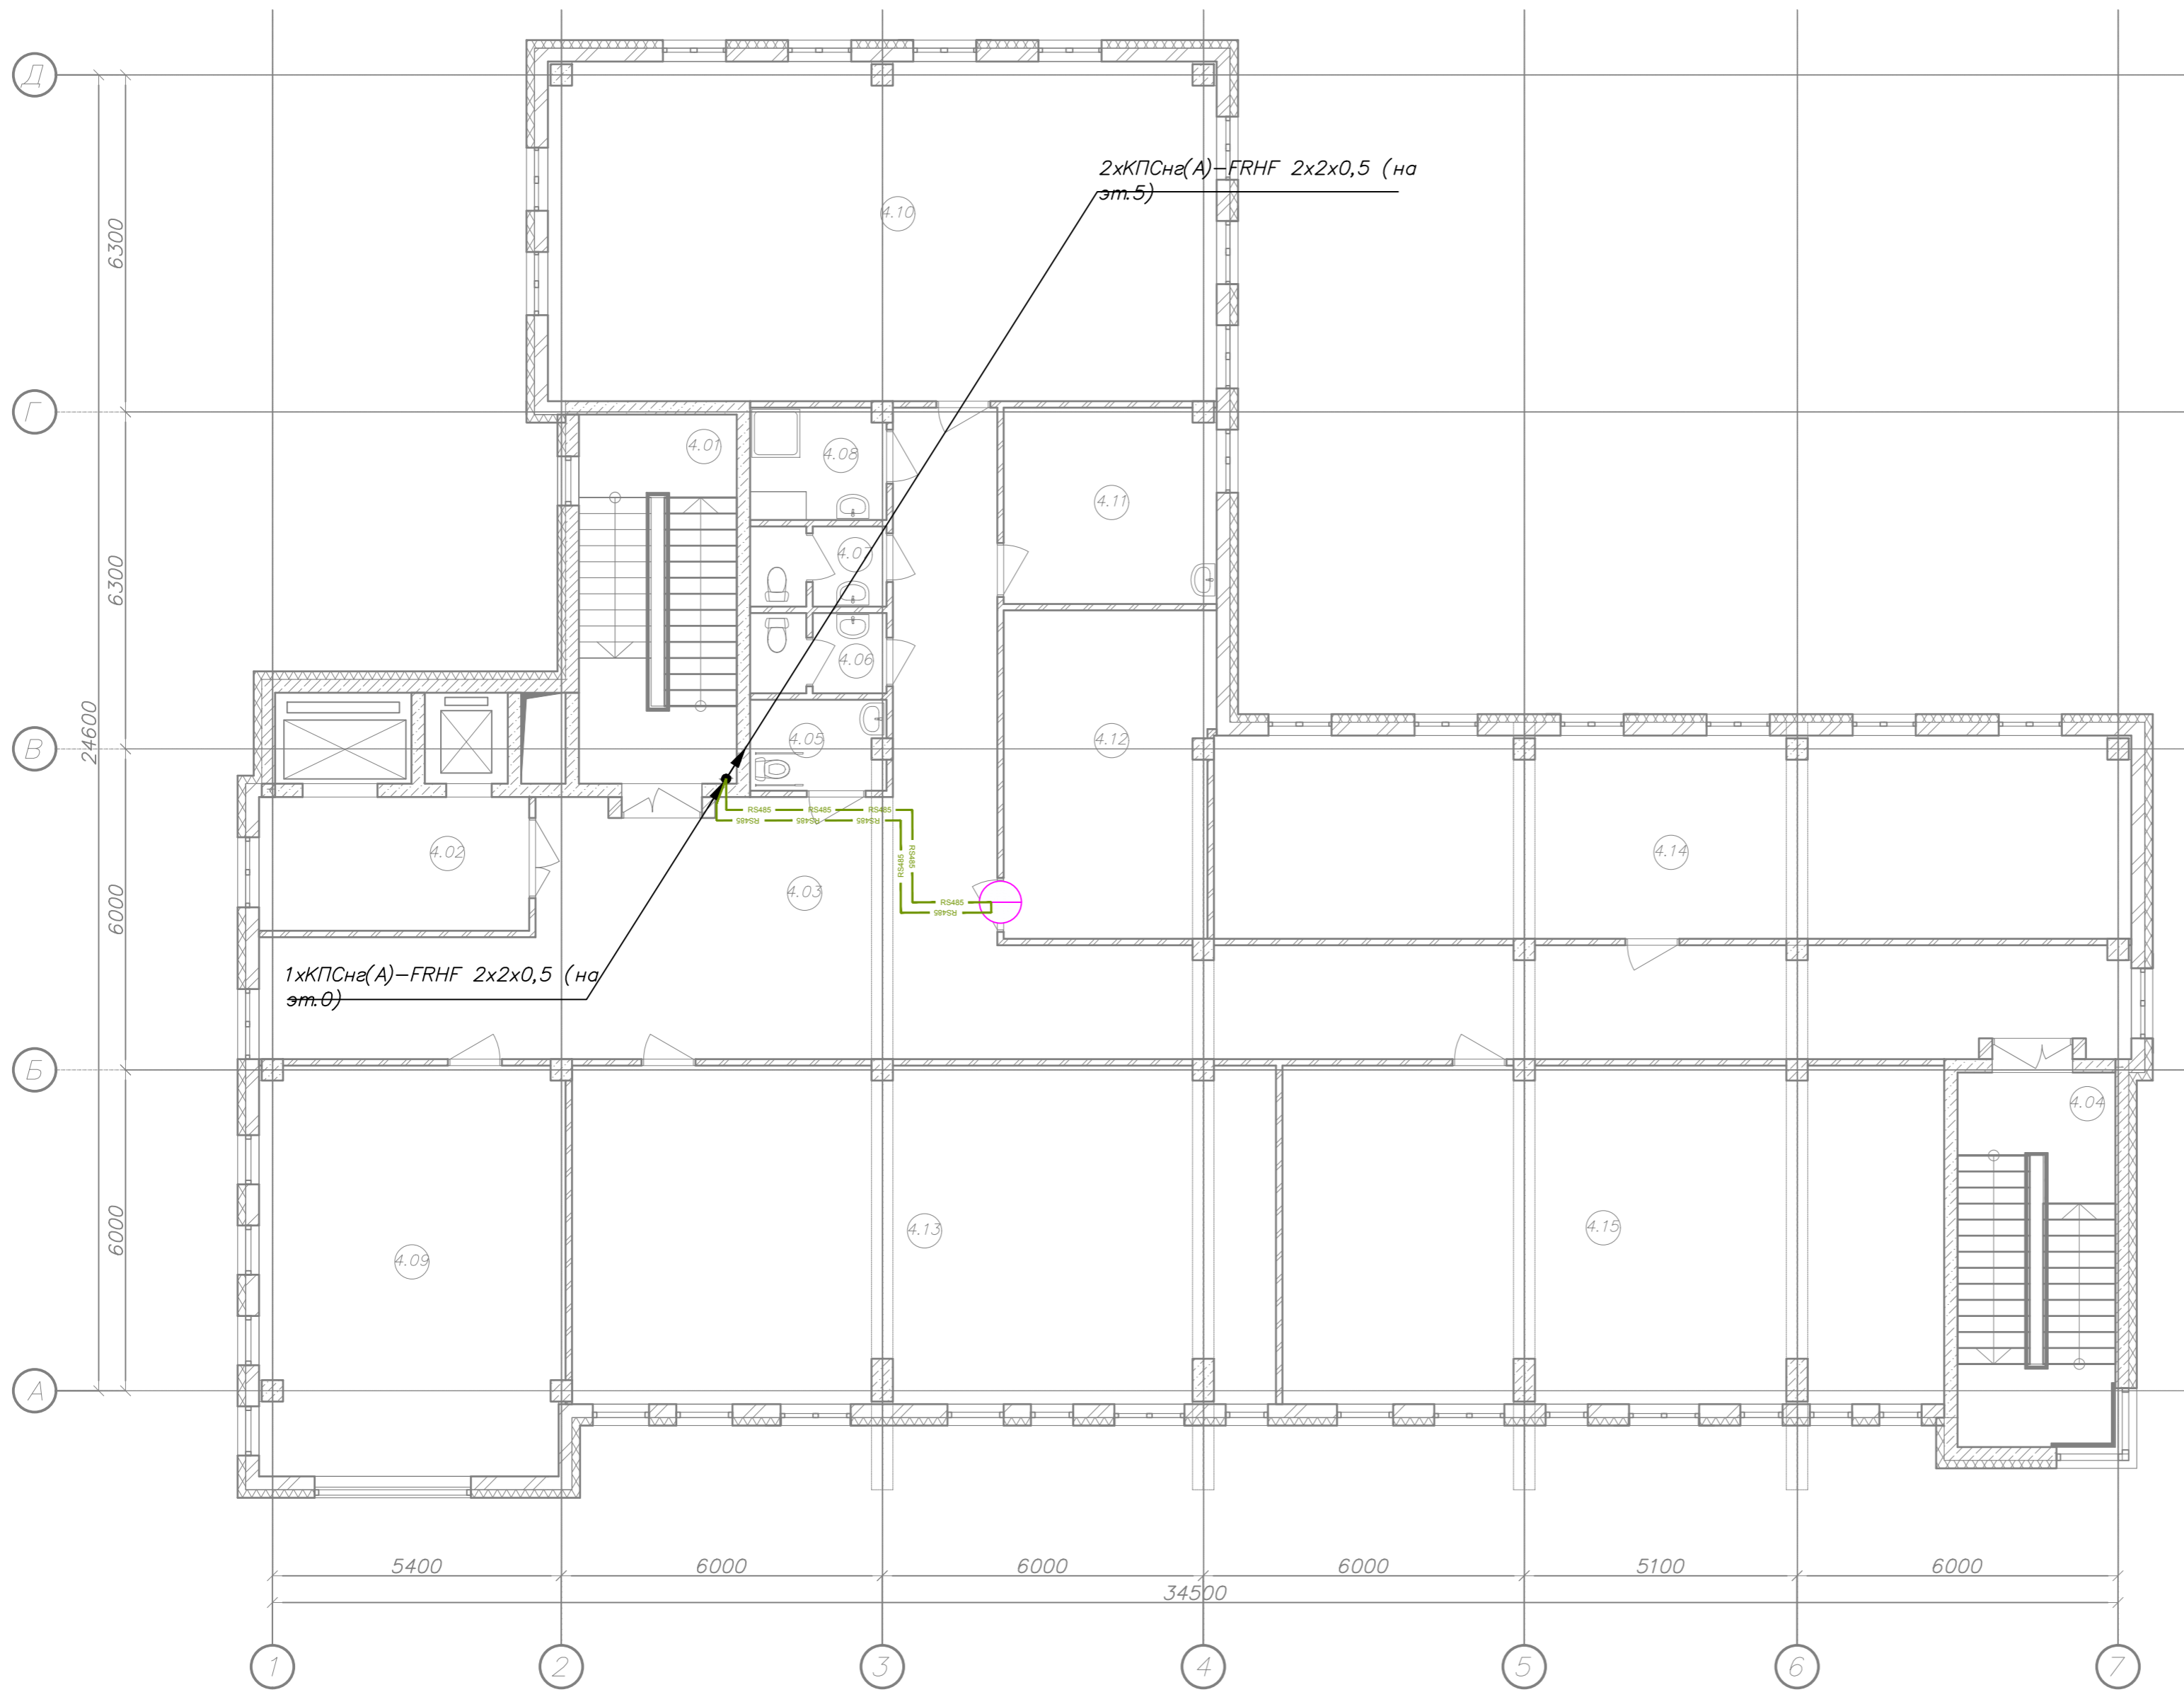 Д
2хКПСнг(А)-FRHF 2х2х0,5 (на
эт.5)
6300
4.10
Г
4.01
4.08
4.11
4.07
6300
4.06
24600
4.05
4.12
В
RS485 RS485 RS485
RS485 RS485 RS485
4.02
4.14
RS485
RS485
4.03
RS485
RS485
6000
1хКПСнг(А)-FRHF 2х2х0,5 (на
эт.0)
Б
4.04
6000
4.13
4.15
4.09
А
5400 6000 6000 6000 5100 6000
34500
1 2 3 4 5 6 7